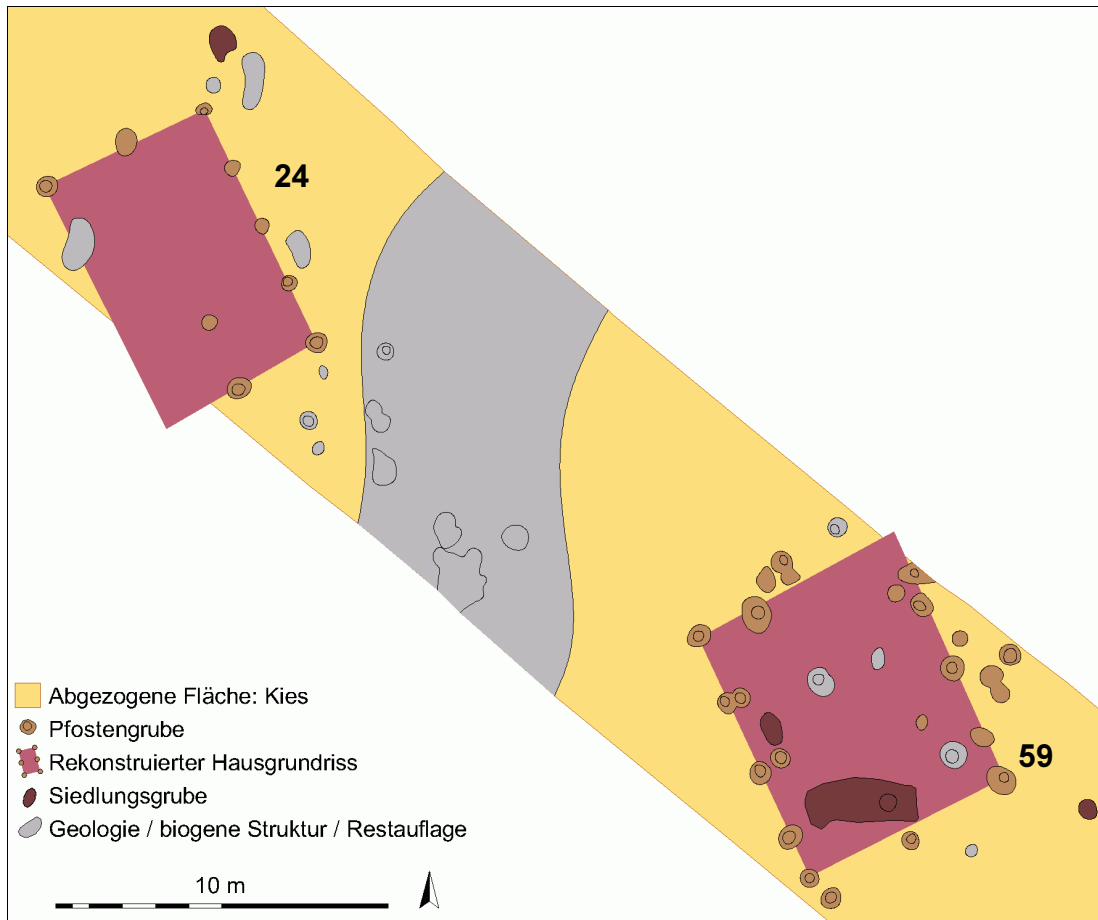 24
59
Abgezogene Fläche: Kies
Pfostengrube
Rekonstruierter Hausgrundriss
Siedlungsgrube
Geologie / biogene Struktur / Restauflage
10 m